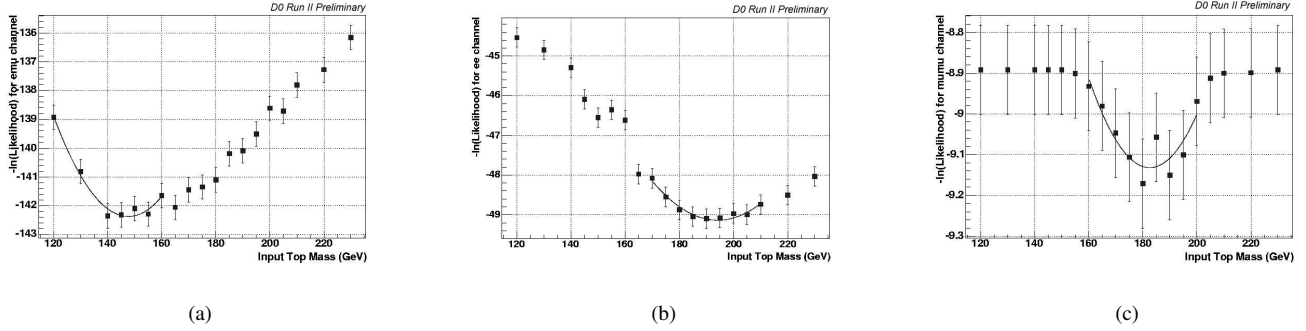 D0 Run II Preliminary
-ln(Likelihood) for emu channel
-136
-137
-138
-139
-140
-141
-142
-143
120 140 160 180 200 220
Input Top Mass (GeV)
(a)
D0 Run II Preliminary
-ln(Likelihood) for ee channel
-45
-46
-47
-48
-49
120 140 160 180 200 220
Input Top Mass (GeV)
(b)
D0 Run II Preliminary
-ln(Likelihood) for mumu channel
-8.8
-8.9
-9
-9.1
-9.2
-9.3
120 140 160 180 200 220
Input Top Mass (GeV)
(c)